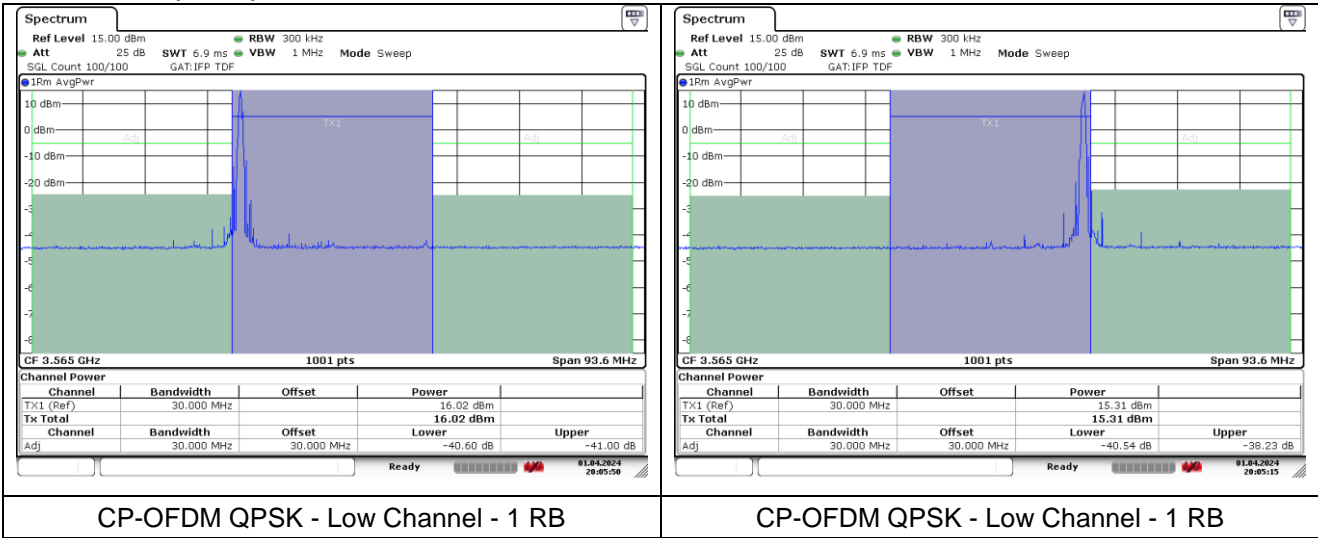 Spectrum
Ref Level 15.00 dBm RBW 300 kHz
Att 25 dB SWT 6.9 ms VBW 1 MHz Mode Sweep
SGL Count 100/100 GAT:IFP TDF
1Rm AvgPwr
10 dBm
TX1
0 dBm
Adj Adj
-10 dBm
-20 dBm
CF 3.565 GHz 1001 pts Span 93.6 MHz
Channel Power
Channel Bandwidth Offset Power
TX1 (Ref) 30.000 MHz 16.02 dBm
Tx Total 16.02 dBm
Channel Bandwidth Offset Lower Upper
Adj 30.000 MHz 30.000 MHz -40.60 dB -41.00 dB
Ready 01.04.2024
20:05:50
CP-OFDM QPSK - Low Channel - 1 RB
Spectrum
Ref Level 15.00 dBm RBW 300 kHz
Att 25 dB SWT 6.9 ms VBW 1 MHz Mode Sweep
SGL Count 100/100 GAT:IFP TDF
1Rm AvgPwr
10 dBm
TX1
0 dBm
Adj Adj
-10 dBm
-20 dBm
CF 3.565 GHz 1001 pts Span 93.6 MHz
Channel Power
Channel Bandwidth Offset Power
TX1 (Ref) 30.000 MHz 15.31 dBm
Tx Total 15.31 dBm
Channel Bandwidth Offset Lower Upper
Adj 30.000 MHz 30.000 MHz -40.54 dB -38.23 dB
Ready 01.04.2024
20:05:15
CP-OFDM QPSK - Low Channel - 1 RB